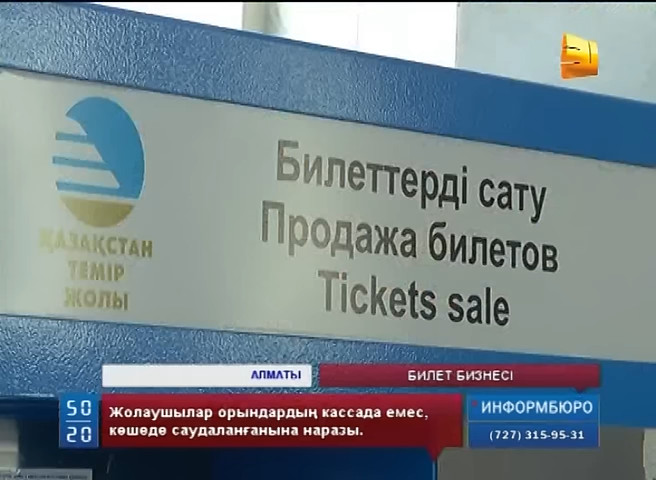 Билеттерді сату
Продажа билетов
Tickets sale
ҚАЗАҚСТАН
ТЕМІР
ЖОЛЫ
АЛМАТЫ
БИЛЕТ БИЗНЕСІ
50
20
Жолаушылар орындардың кассада емес,
көшеде саудаланғанына наразы.
ИНФОРМБЮРО
(727) 315-95-31